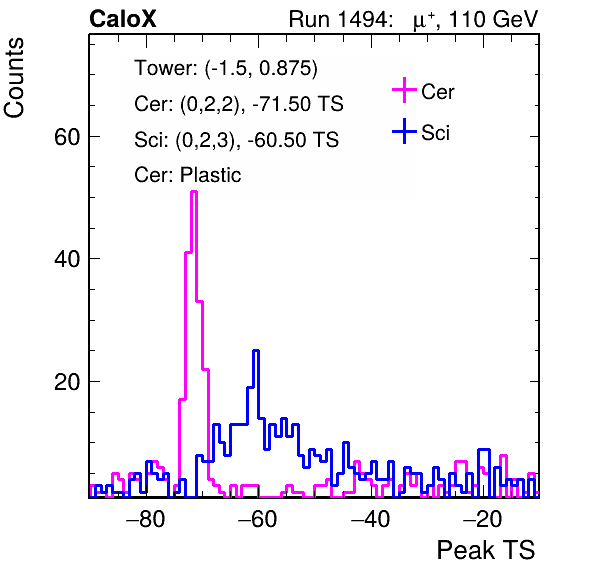 CaloX Run 1494: μ⁺, 110 GeV
Counts
Tower: (-1.5, 0.875)
Cer: (0,2,2), -71.50 TS
Sci: (0,2,3), -60.50 TS
Cer: Plastic
Cer
Sci
60
40
20
−80 −60 −40 −20
Peak TS